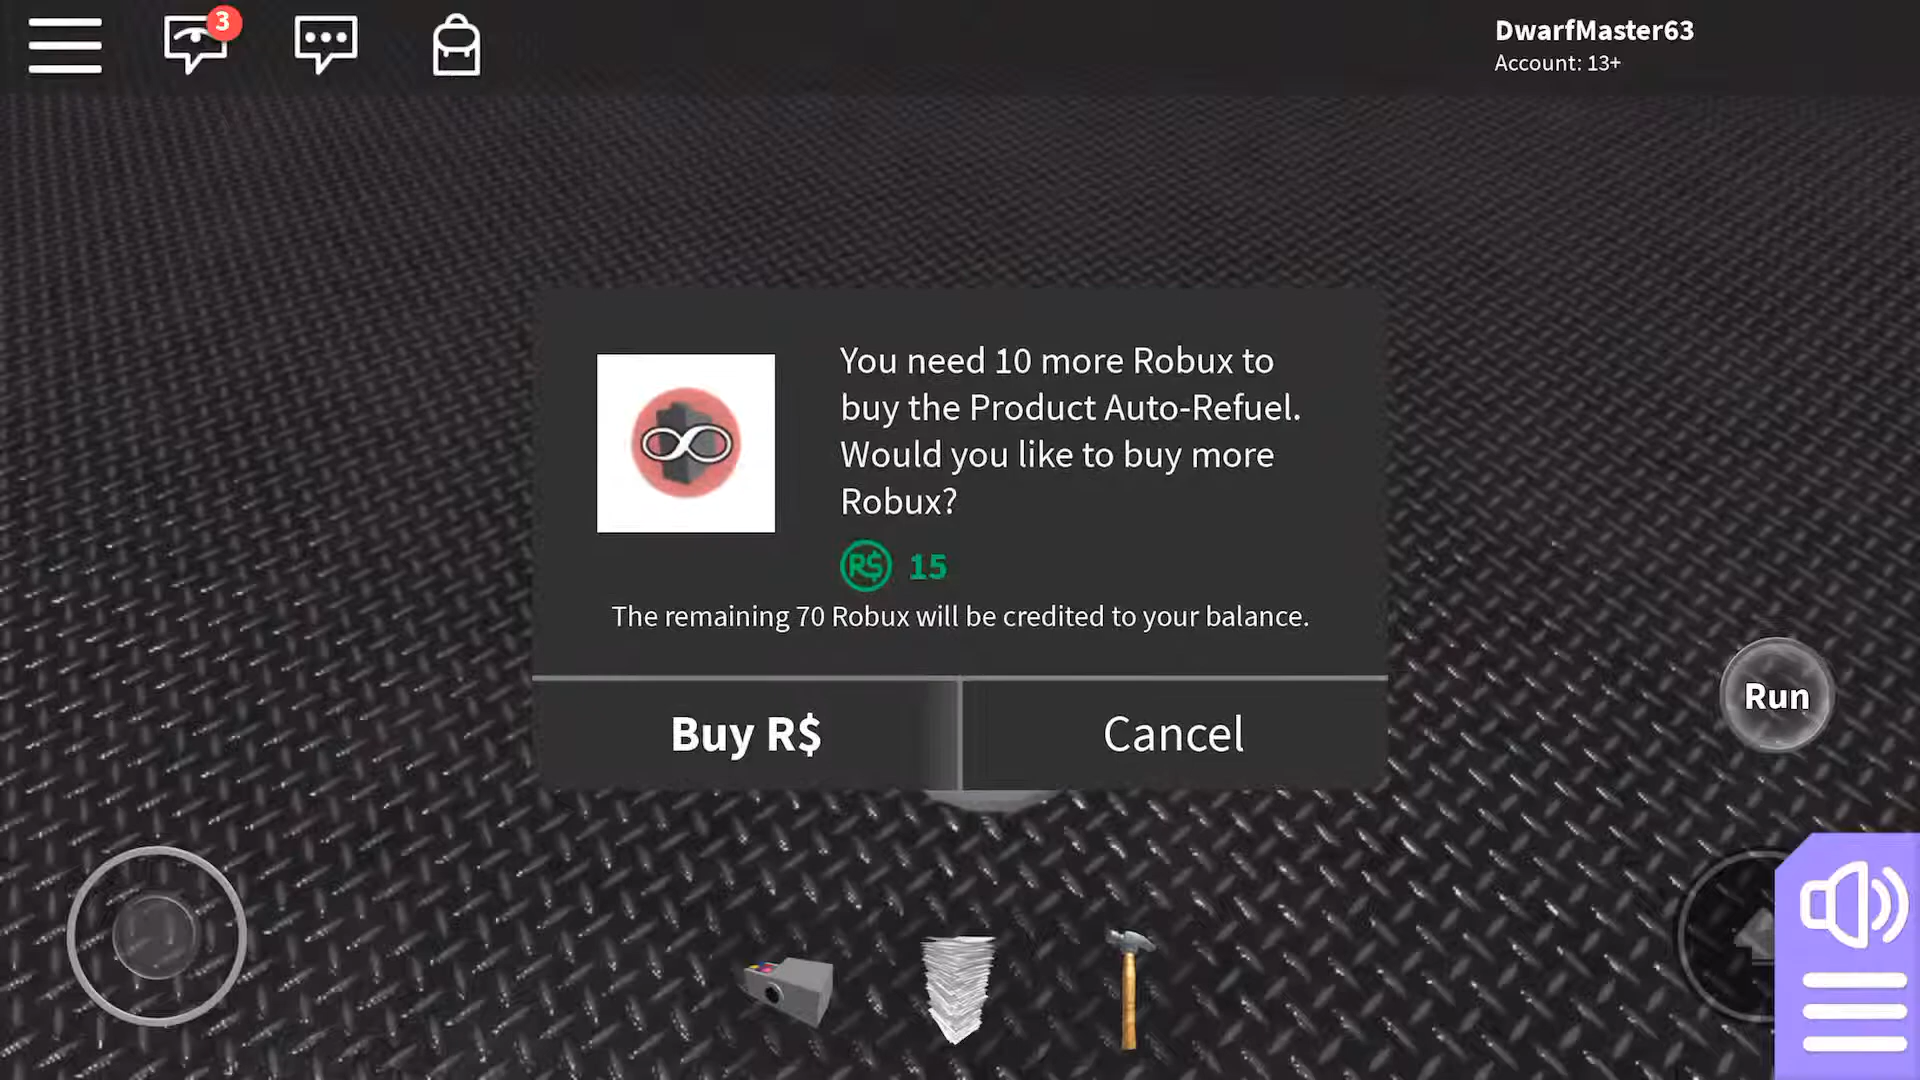 3
DwarfMaster63
Account: 13+
You need 10 more Robux to
buy the Product Auto-Refuel.
Would you like to buy more
Robux?
R$ 15
The remaining 70 Robux will be credited to your balance.
Buy R$
Cancel
Run